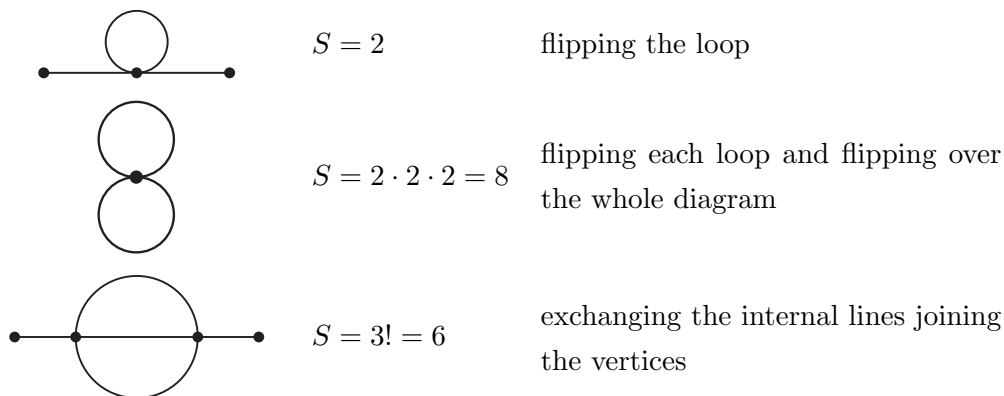 S = 2 flipping the loop
S = 2 · 2 · 2 = 8 flipping each loop and flipping over
the whole diagram
S = 3! = 6 exchanging the internal lines joining
the vertices